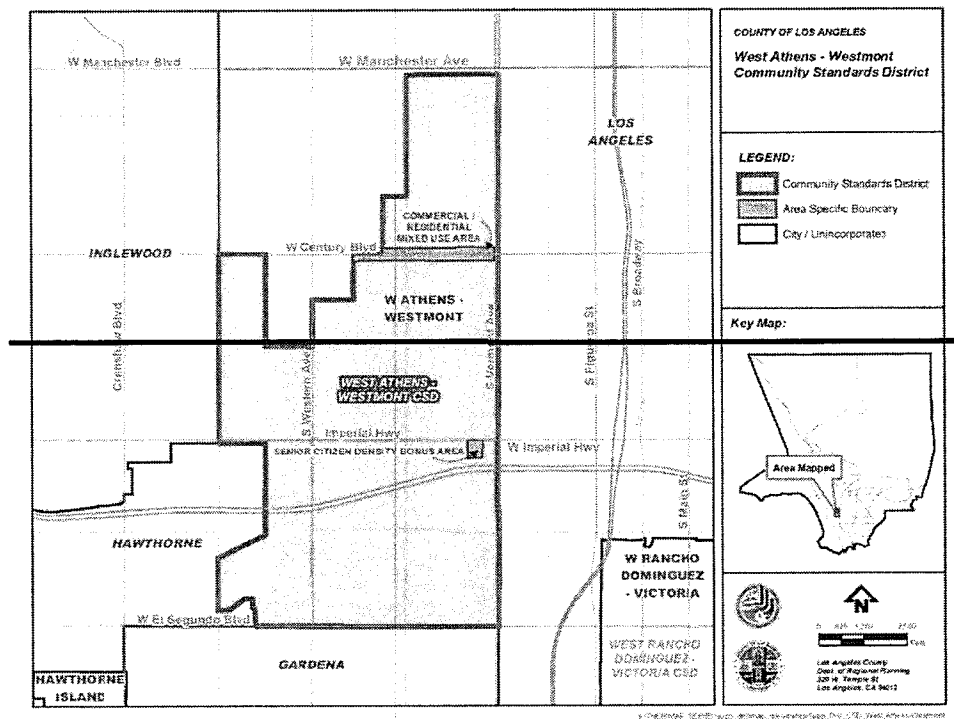 COUNTY OF LOS ANGELES
West Athens - Westmont
Community Standards District
LEGEND:
Community Standards District
Area Specific Boundary
City / Unincorporated
Key Map:
Area Mapped
N
Feet
Los Angeles County
Dept. of Regional Planning
320 W. Temple St.
Los Angeles, CA 90012
W Manchester Blvd
W Manchester Ave
LOS
ANGELES
COMMERCIAL /
RESIDENTIAL
MIXED USE AREA
W Century Blvd
INGLEWOOD
S Broadway
W ATHENS -
WESTMONT
Crenshaw Blvd
S Western Ave
S Vermont Ave
S Figueroa St
WEST ATHENS -
WESTMONT CSD
Imperial Hwy
W Imperial Hwy
SENIOR CITIZEN DENSITY BONUS AREA
S Main St
HAWTHORNE
W RANCHO
DOMINGUEZ
- VICTORIA
W El Segundo Blvd
GARDENA
WEST RANCHO
DOMINGUEZ -
VICTORIA CSD
HAWTHORNE
ISLAND